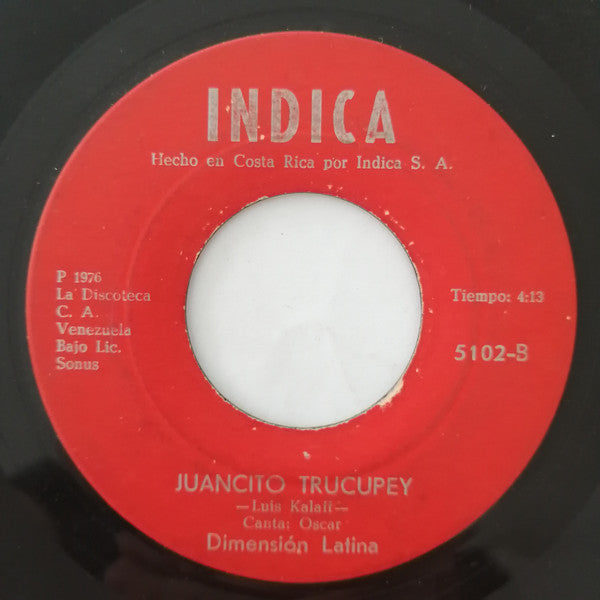 INDICA
Hecho en Costa Rica por Indica S. A.
P 1976
La Discoteca
C. A.
Venezuela
Bajo Lic.
Sonus
Tiempo: 4:13
5102-B
JUANCITO TRUCUPEY
—Luis Kalaff—
Canta: Oscar
Dimensión Latina